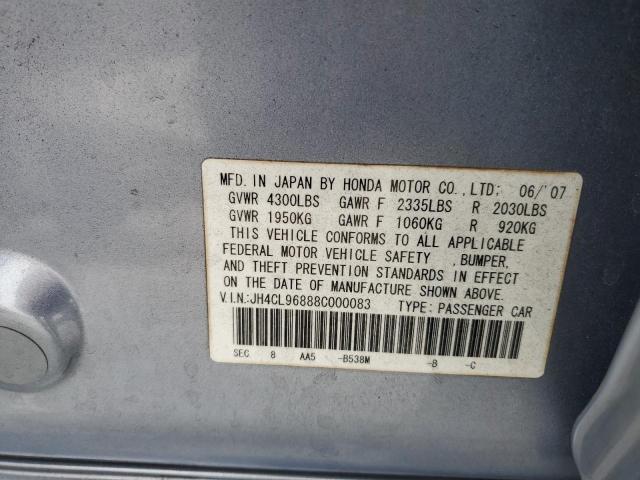 MFD. IN JAPAN BY HONDA MOTOR CO.,LTD: 06/'07
GVWR 4300LBS GAWR F 2335LBS R 2030LBS
GVWR 1950KG GAWR F 1060KG R 920KG
THIS VEHICLE CONFORMS TO ALL APPLICABLE
FEDERAL MOTOR VEHICLE SAFETY ,BUMPER,
AND THEFT PREVENTION STANDARDS IN EFFECT
ON THE DATE OF MANUFACTURE SHOWN ABOVE.
V.I.N.:JH4CL96888C000083 TYPE: PASSENGER CAR
SEC 8 AA5 -B538M -B -C